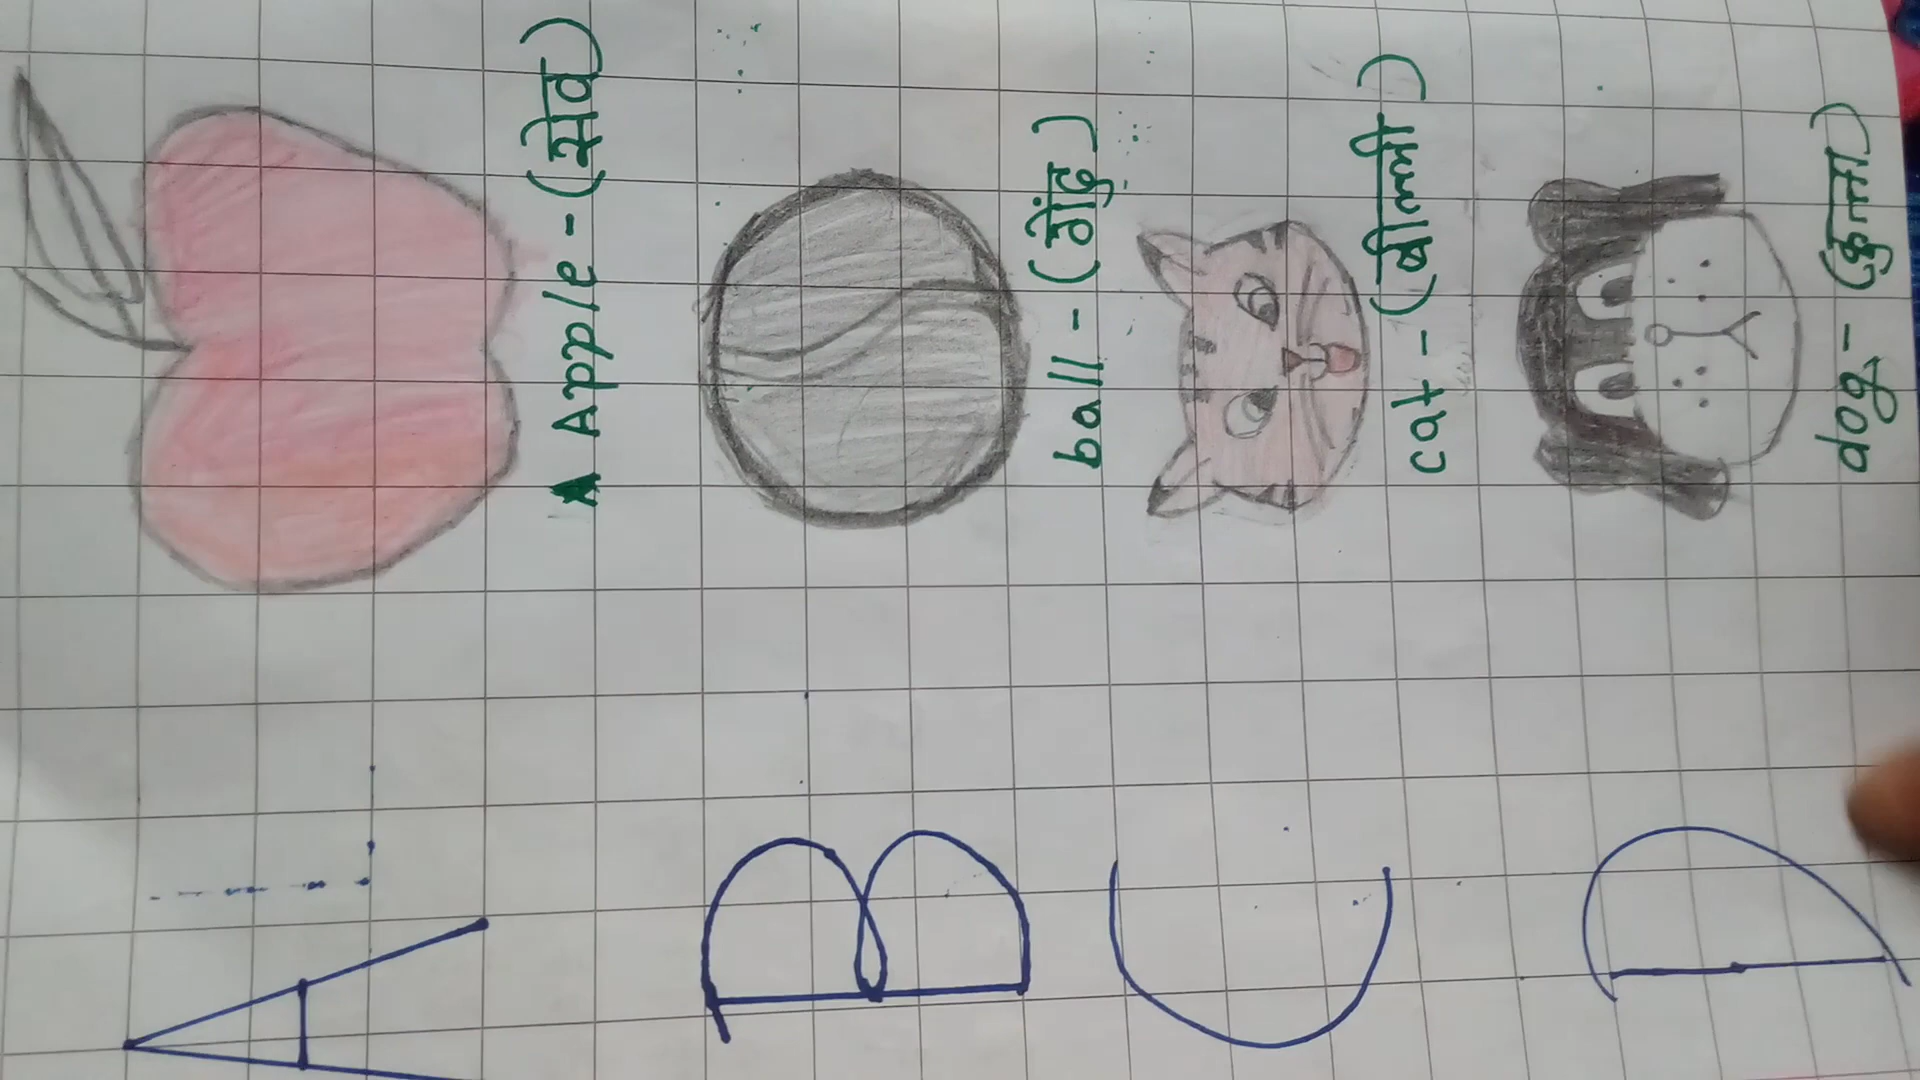 A
A Apple - (सेव)
B
ball - (गेंद)
C
cat - (बील्ली)
D
dog - (कुत्ता)